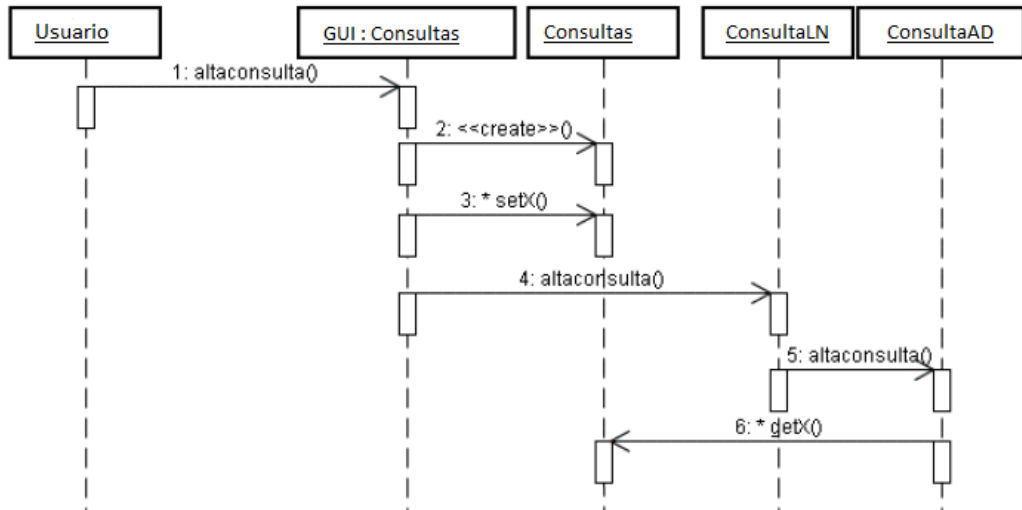 Usuario
GUI : Consultas
Consultas
ConsultaLN
ConsultaAD
1: altaconsulta()
2: <<create>>()
3: * setX()
4: altaconsulta()
5: altaconsulta()
6: * getX()